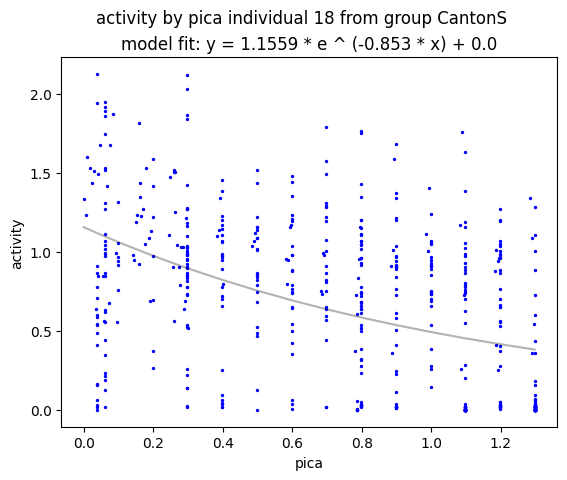 activity by pica individual 18 from group CantonS
model fit: y = 1.1559 * e ^ (-0.853 * x) + 0.0
2.0
1.5
1.0
0.5
0.0
activity
0.0 0.2 0.4 0.6 0.8 1.0 1.2
pica